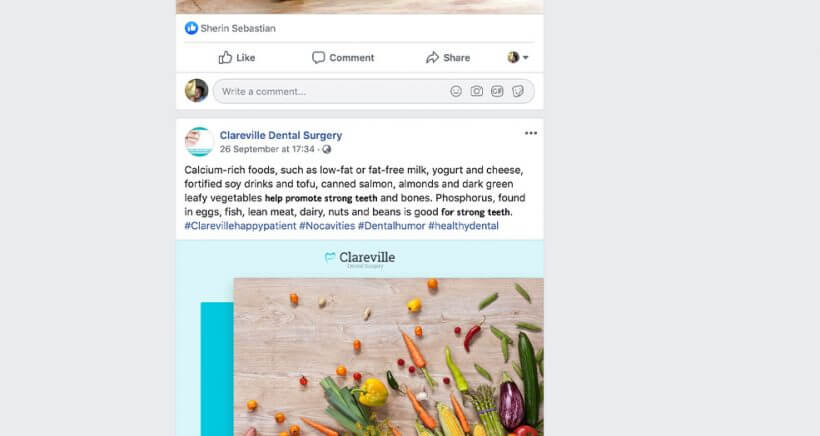 Sherin Sebastian
Like Comment Share
Write a comment... GIF
Clareville Dental Surgery
26 September at 17:34 ·
Calcium-rich foods, such as low-fat or fat-free milk, yogurt and cheese,
fortified soy drinks and tofu, canned salmon, almonds and dark green
leafy vegetables help promote strong teeth and bones. Phosphorus, found
in eggs, fish, lean meat, dairy, nuts and beans is good for strong teeth.
#Clarevillehappypatient #Nocavities #Dentalhumor #healthydental
Clareville
Dental Surgery